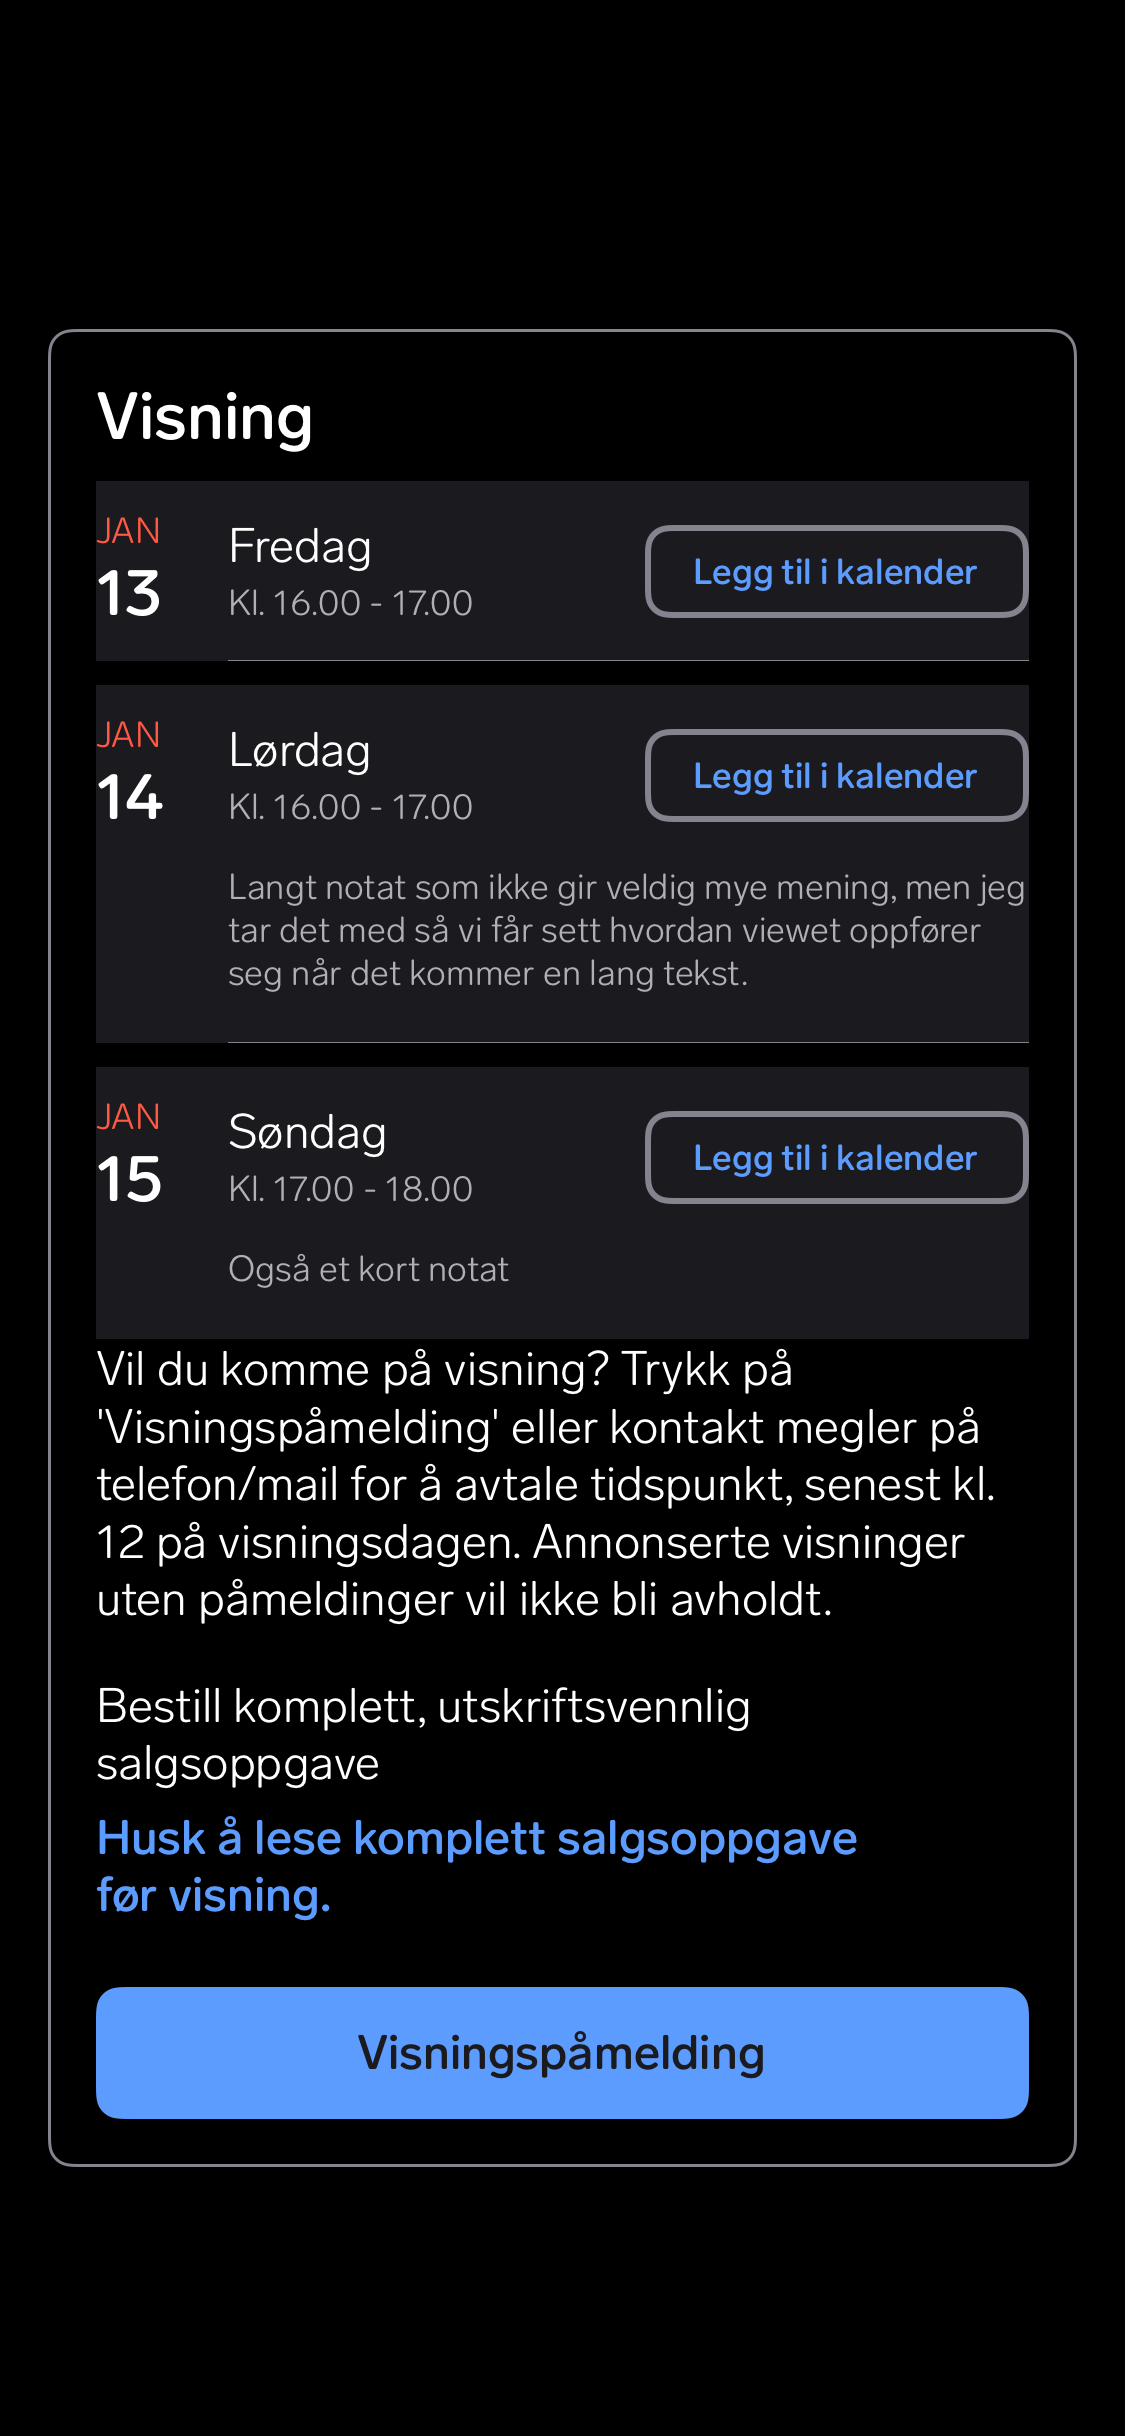 Visning
JAN
13
Fredag
Kl. 16.00 - 17.00
Legg til i kalender
JAN
14
Lørdag
Kl. 16.00 - 17.00
Legg til i kalender
Langt notat som ikke gir veldig mye mening, men jeg
tar det med så vi får sett hvordan viewet oppfører
seg når det kommer en lang tekst.
JAN
15
Søndag
Kl. 17.00 - 18.00
Legg til i kalender
Også et kort notat
Vil du komme på visning? Trykk på
'Visningspåmelding' eller kontakt megler på
telefon/mail for å avtale tidspunkt, senest kl.
12 på visningsdagen. Annonserte visninger
uten påmeldinger vil ikke bli avholdt.
Bestill komplett, utskriftsvennlig
salgsoppgave
Husk å lese komplett salgsoppgave
før visning.
Visningspåmelding